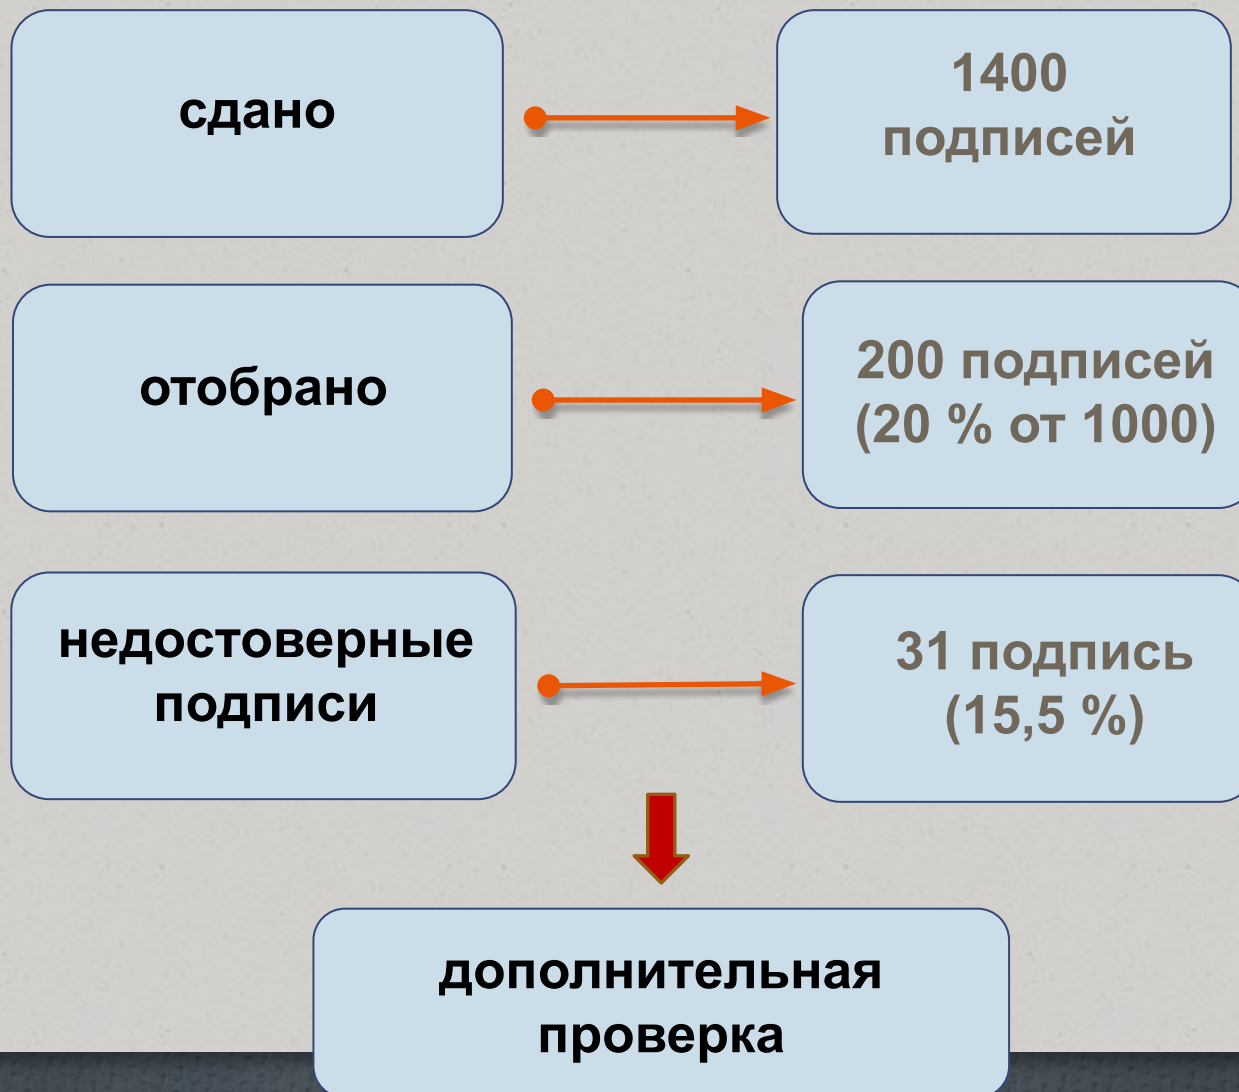 сдано
1400
подписей
отобрано
200 подписей
(20 % от 1000)
недостоверные
подписи
31 подпись
(15,5 %)
дополнительная
проверка